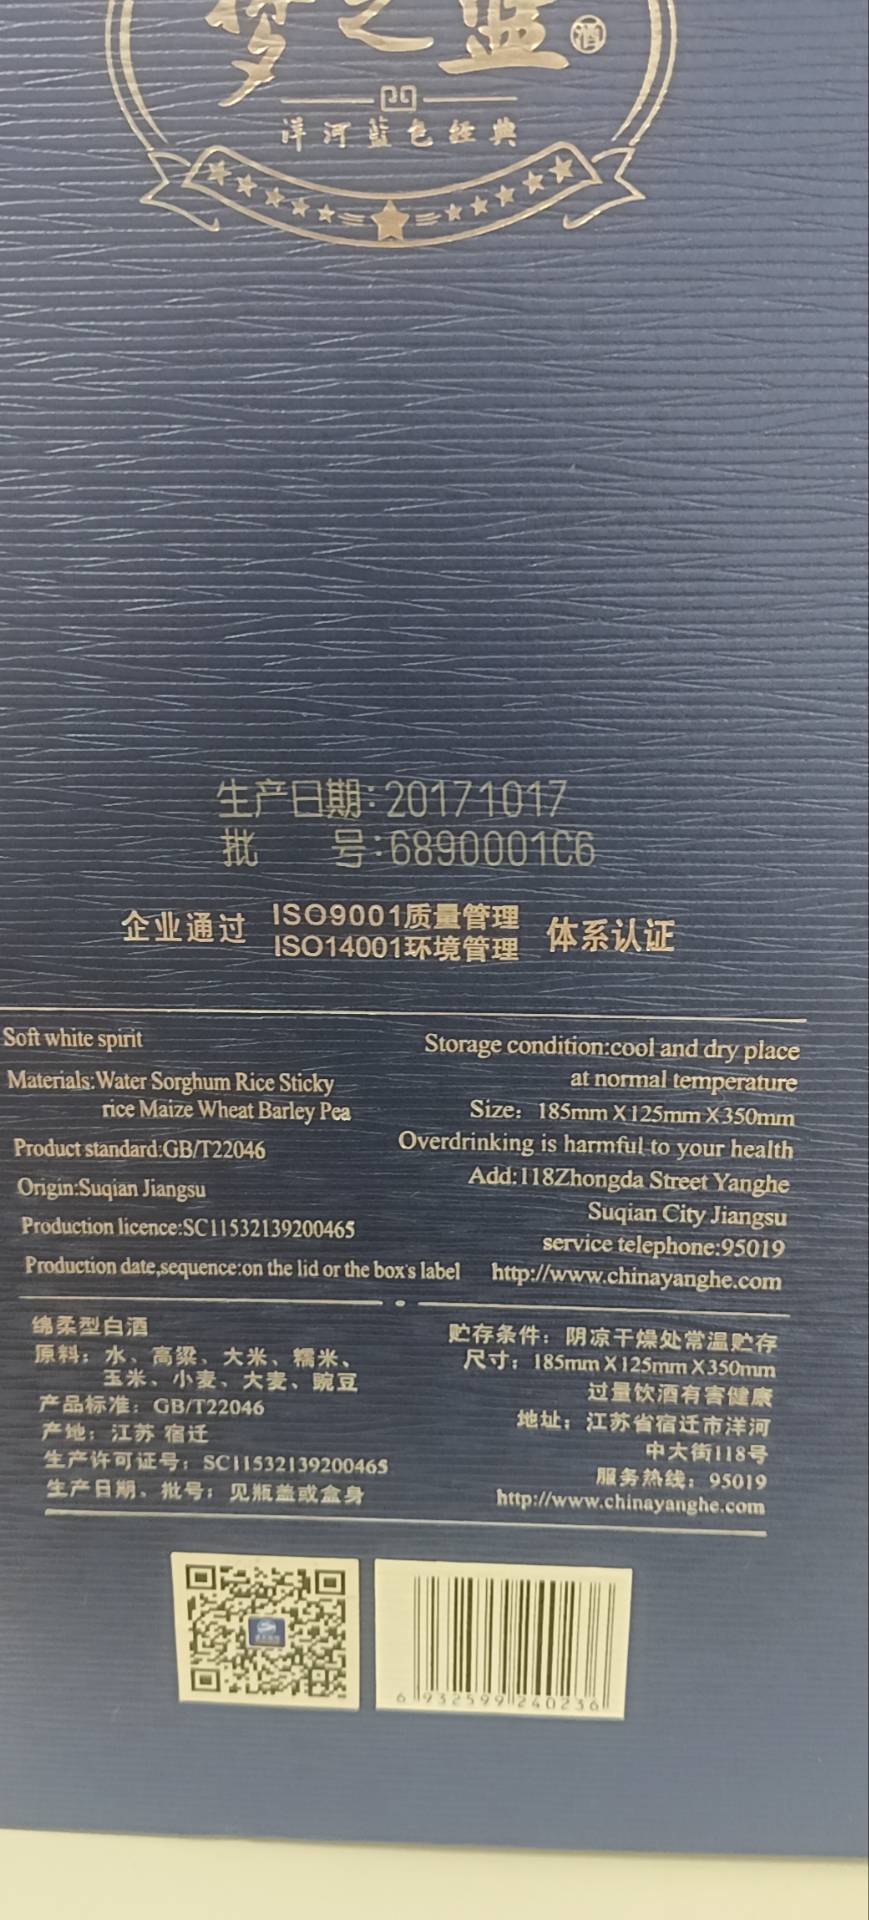 梦之蓝 酒
洋河蓝色经典
生产日期:20171017
批 号:6890001C6
企业通过 ISO9001质量管理 体系认证
ISO14001环境管理
Soft white spirit
Materials:Water Sorghum Rice Sticky
rice Maize Wheat Barley Pea
Product standard:GB/T22046
Origin:Suqian Jiangsu
Production licence:SC11532139200465
Production date,sequence:on the lid or the box's label
Storage condition:cool and dry place
at normal temperature
Size: 185mm X 125mm X 350mm
Overdrinking is harmful to your health
Add:118Zhongda Street Yanghe
Suqian City Jiangsu
service telephone:95019
http://www.chinayanghe.com
绵柔型白酒
原料：水、高粱、大米、糯米、
玉米、小麦、大麦、豌豆
产品标准：GB/T22046
产地：江苏 宿迁
生产许可证号：SC11532139200465
生产日期、批号：见瓶盖或盒身
贮存条件：阴凉干燥处常温贮存
尺寸：185mm X 125mm X 350mm
过量饮酒有害健康
地址：江苏省宿迁市洋河
中大街118号
服务热线：95019
http://www.chinayanghe.com
6 932599 240236